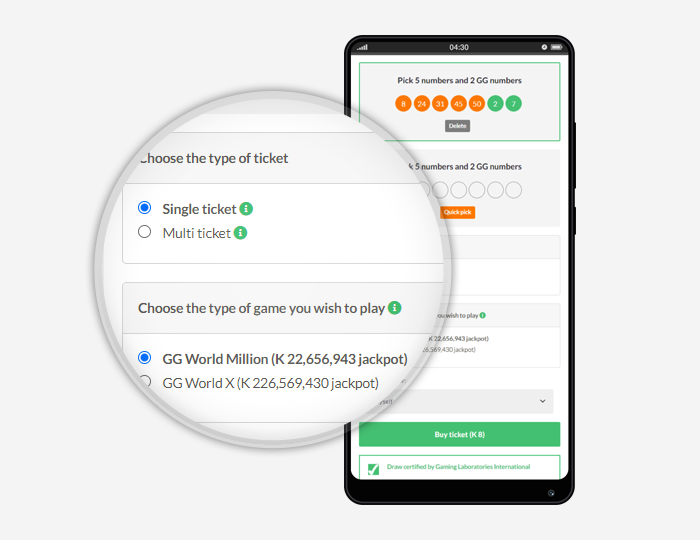 04:30
Pick 5 numbers and 2 GG numbers
8 24 31 45 50 2 7
Delete
k 5 numbers and 2 GG numbers
Quick pick
Choose the type of ticket
Single ticket
Multi ticket
Choose the type of game you wish to play
GG World Million (K 22,656,943 jackpot)
GG World X (K 226,569,430 jackpot)
ou wish to play
K 22,656,943 jackpot)
6,569,430 jackpot)
Buy ticket (K 8)
Draw certified by Gaming Laboratories International